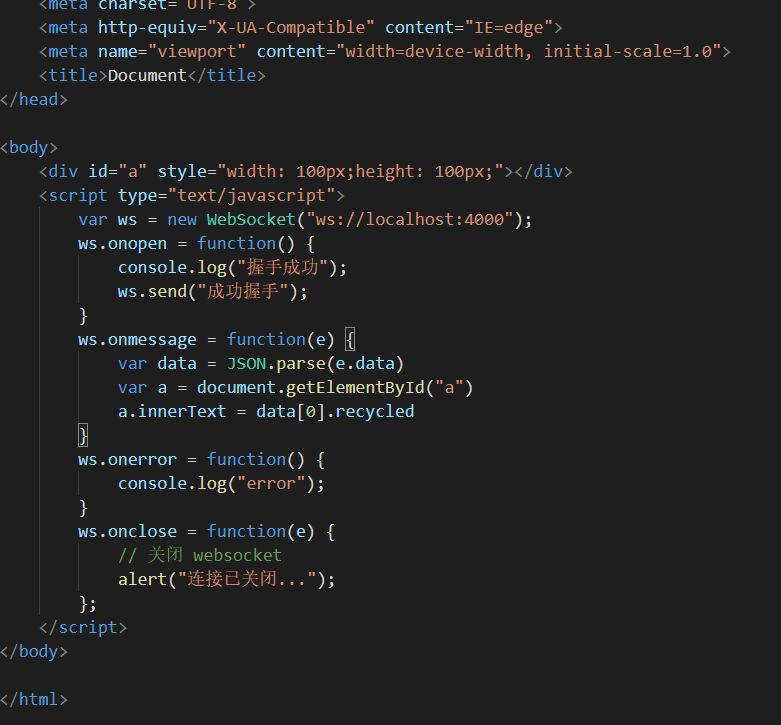 <meta charset="UTF-8">
<meta http-equiv="X-UA-Compatible" content="IE=edge">
<meta name="viewport" content="width=device-width, initial-scale=1.0">
<title>Document</title>
</head>
<body>
<div id="a" style="width: 100px;height: 100px;"></div>
<script type="text/javascript">
var ws = new WebSocket("ws://localhost:4000");
ws.onopen = function() {
console.log("握手成功");
ws.send("成功握手");
}
ws.onmessage = function(e) {
var data = JSON.parse(e.data)
var a = document.getElementById("a")
a.innerText = data[0].recycled
}
ws.onerror = function() {
console.log("error");
}
ws.onclose = function(e) {
// 关闭 websocket
alert("连接已关闭...");
};
</script>
</body>
</html>